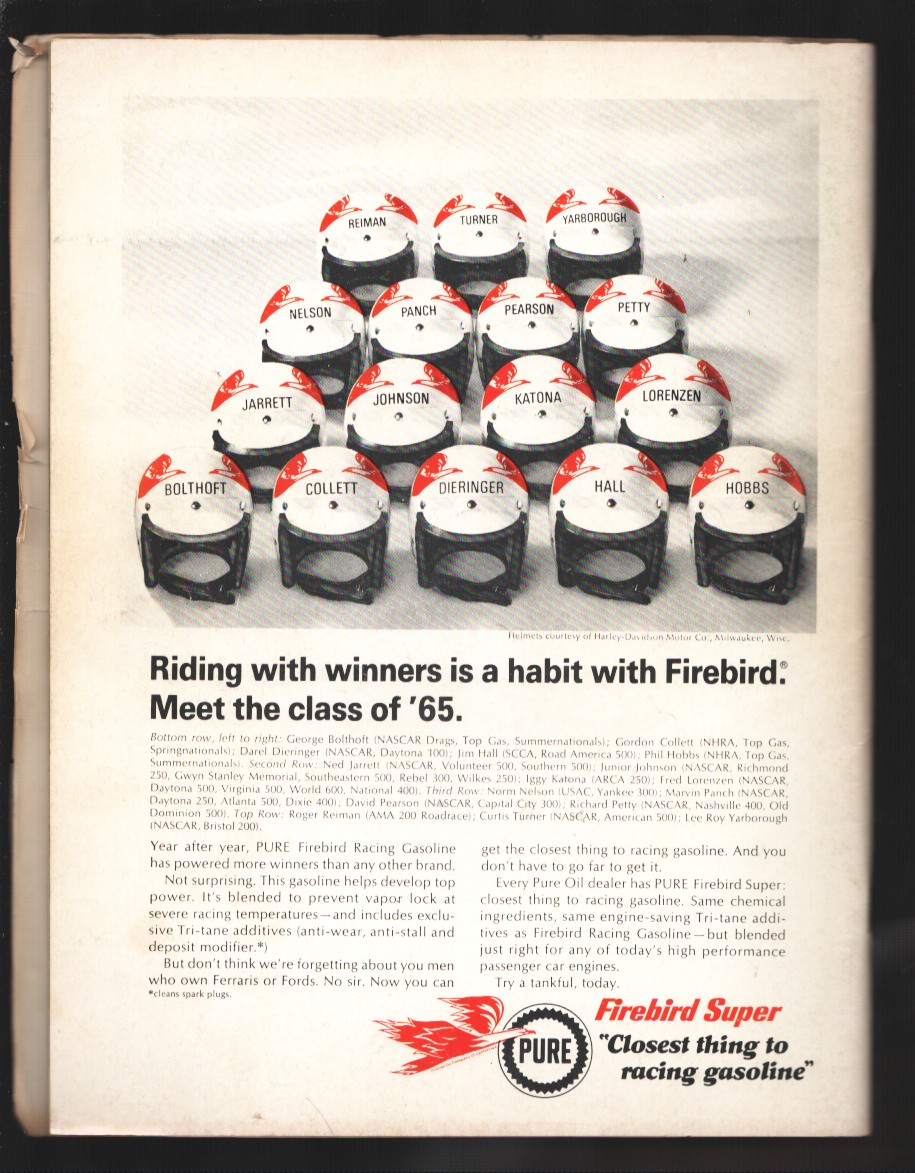 REIMAN TURNER YARBOROUGH
NELSON PANCH PEARSON PETTY
JARRETT JOHNSON KATONA LORENZEN
BOLTHOFT COLLETT DIERINGER HALL HOBBS
Helmets courtesy of Harley-Davidson Motor Co., Milwaukee, Wisc.
Riding with winners is a habit with Firebird.®
Meet the class of '65.
Bottom row, left to right: George Bolthoft (NASCAR Drags, Top Gas, Summernationals); Gordon Collett (NHRA, Top Gas,
Springnationals); Darel Dieringer (NASCAR, Daytona 100); Jim Hall (SCCA, Road America 500); Phil Hobbs (NHRA, Top Gas,
Summernationals). Second Row: Ned Jarrett (NASCAR, Volunteer 500, Southern 500); Junior Johnson (NASCAR, Richmond
250, Gwyn Stanley Memorial, Southeastern 500, Rebel 300, Wilkes 250); Iggy Katona (ARCA 250); Fred Lorenzen (NASCAR,
Daytona 500, Virginia 500, World 600, National 400). Third Row: Norm Nelson (USAC, Yankee 300); Marvin Panch (NASCAR,
Daytona 250, Atlanta 500, Dixie 400); David Pearson (NASCAR, Capital City 300); Richard Petty (NASCAR, Nashville 400, Old
Dominion 500). Top Row: Roger Reiman (AMA 200 Roadrace); Curtis Turner (NASCAR, American 500); Lee Roy Yarborough
(NASCAR, Bristol 200).
Year after year, PURE Firebird Racing Gasoline
has powered more winners than any other brand.
Not surprising. This gasoline helps develop top
power. It's blended to prevent vapor lock at
severe racing temperatures—and includes exclu-
sive Tri-tane additives (anti-wear, anti-stall and
deposit modifier.*)
But don't think we're forgetting about you men
who own Ferraris or Fords. No sir. Now you can
*cleans spark plugs.
get the closest thing to racing gasoline. And you
don't have to go far to get it.
Every Pure Oil dealer has PURE Firebird Super:
closest thing to racing gasoline. Same chemical
ingredients, same engine-saving Tri-tane addi-
tives as Firebird Racing Gasoline—but blended
just right for any of today's high performance
passenger car engines.
Try a tankful, today.
PURE
Firebird Super
"Closest thing to
racing gasoline"